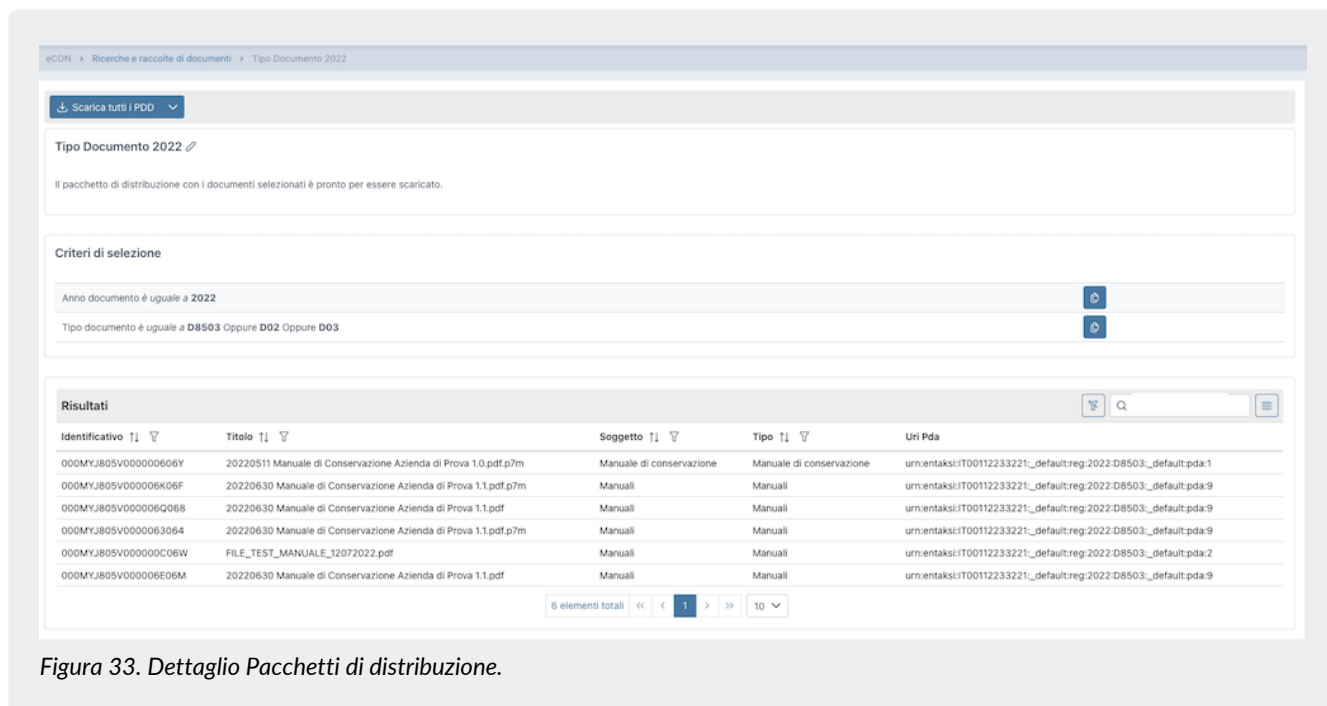 eCON > Ricerche e raccolte di documenti > Tipo Documento 2022
Scarica tutti i PDD
Tipo Documento 2022
Il pacchetto di distribuzione con i documenti selezionati è pronto per essere scaricato.
Criteri di selezione
Anno documento è uguale a 2022
Tipo documento è uguale a D8503 Oppure D02 Oppure D03
Risultati
Identificativo Titolo Soggetto Tipo Uri Pda
000MYJ805V000000606Y 20220511 Manuale di Conservazione Azienda di Prova 1.0.pdf.p7m Manuale di conservazione Manuale di conservazione urn:entaksi:IT00112233221:_default:reg:2022:D8503:_default:pda:1
000MYJ805V000006K06F 20220630 Manuale di Conservazione Azienda di Prova 1.1.pdf.p7m Manuali Manuali urn:entaksi:IT00112233221:_default:reg:2022:D8503:_default:pda:9
000MYJ805V000006Q068 20220630 Manuale di Conservazione Azienda di Prova 1.1.pdf Manuali Manuali urn:entaksi:IT00112233221:_default:reg:2022:D8503:_default:pda:9
000MYJ805V0000063064 20220630 Manuale di Conservazione Azienda di Prova 1.1.pdf.p7m Manuali Manuali urn:entaksi:IT00112233221:_default:reg:2022:D8503:_default:pda:9
000MYJ805V000000C06W FILE_TEST_MANUALE_12072022.pdf Manuali Manuali urn:entaksi:IT00112233221:_default:reg:2022:D8503:_default:pda:2
000MYJ805V000006E06M 20220630 Manuale di Conservazione Azienda di Prova 1.1.pdf Manuali Manuali urn:entaksi:IT00112233221:_default:reg:2022:D8503:_default:pda:9
6 elementi totali << < 1 > >> 10
Figura 33. Dettaglio Pacchetti di distribuzione.